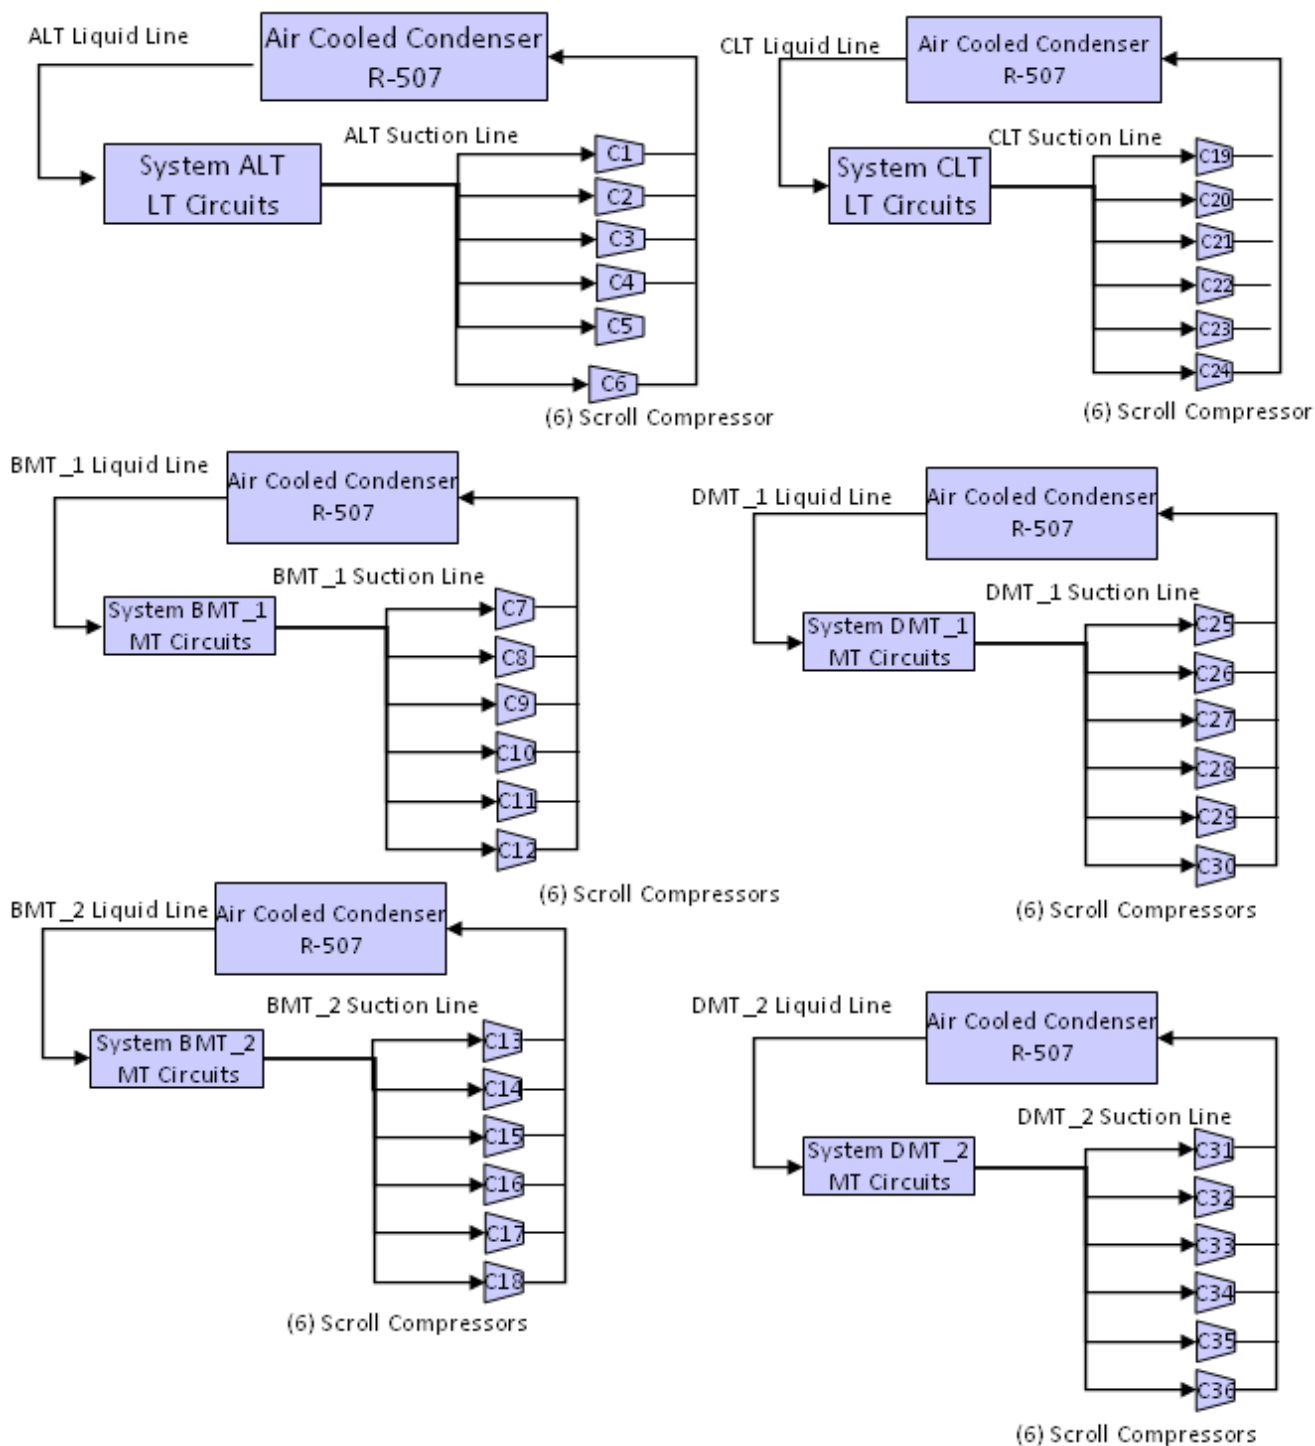 ALT Liquid Line
Air Cooled Condenser
R-507
ALT Suction Line
System ALT
LT Circuits
C1
C2
C3
C4
C5
C6
(6) Scroll Compressor
CLT Liquid Line
Air Cooled Condenser
R-507
CLT Suction Line
System CLT
LT Circuits
C19
C20
C21
C22
C23
C24
(6) Scroll Compressor
BMT_1 Liquid Line
Air Cooled Condenser
R-507
BMT_1 Suction Line
System BMT_1
MT Circuits
C7
C8
C9
C10
C11
C12
(6) Scroll Compressors
DMT_1 Liquid Line
Air Cooled Condenser
R-507
DMT_1 Suction Line
System DMT_1
MT Circuits
C25
C26
C27
C28
C29
C30
(6) Scroll Compressors
BMT_2 Liquid Line
Air Cooled Condenser
R-507
BMT_2 Suction Line
System BMT_2
MT Circuits
C13
C14
C15
C16
C17
C18
(6) Scroll Compressors
DMT_2 Liquid Line
Air Cooled Condenser
R-507
DMT_2 Suction Line
System DMT_2
MT Circuits
C31
C32
C33
C34
C35
C36
(6) Scroll Compressors